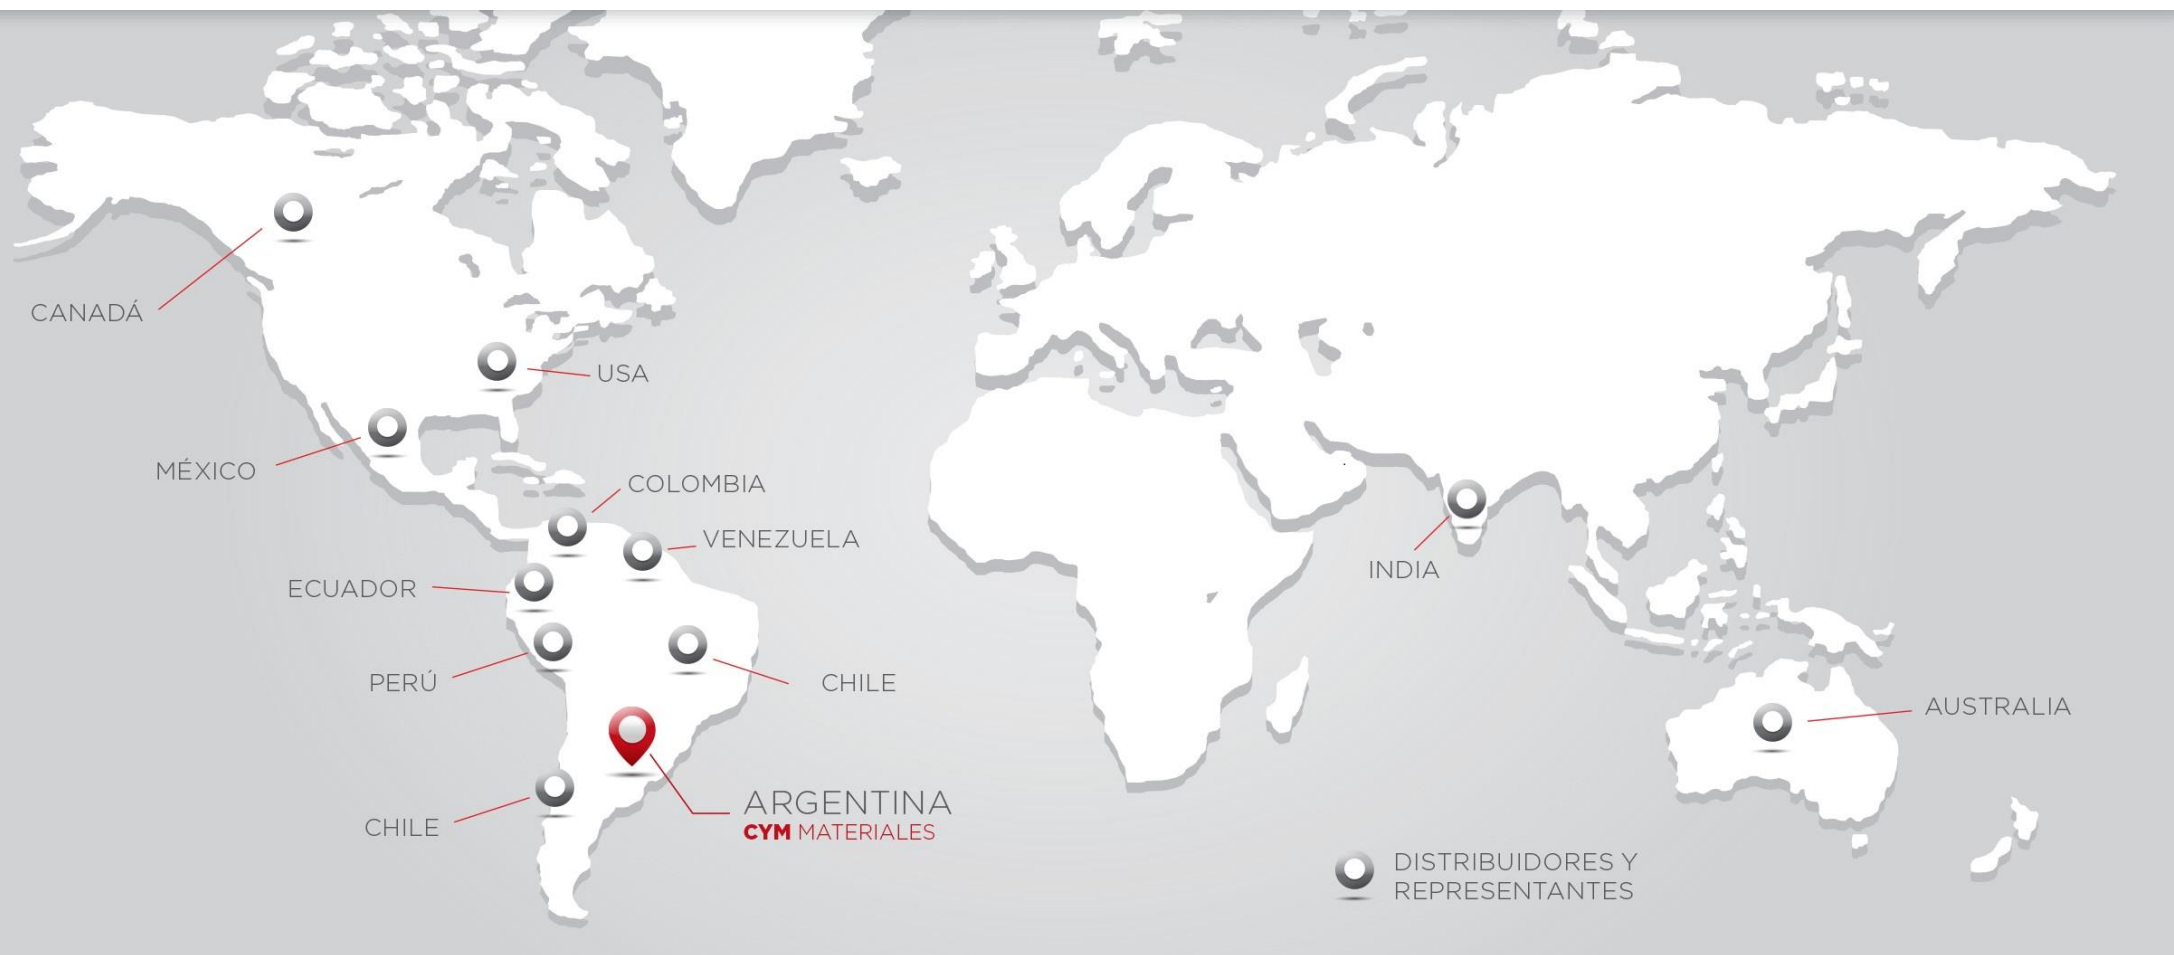 CANADÁ
USA
MÉXICO
COLOMBIA
VENEZUELA
ECUADOR
INDIA
PERÚ
CHILE
AUSTRALIA
ARGENTINA
CYM MATERIALES
CHILE
DISTRIBUIDORES Y
REPRESENTANTES